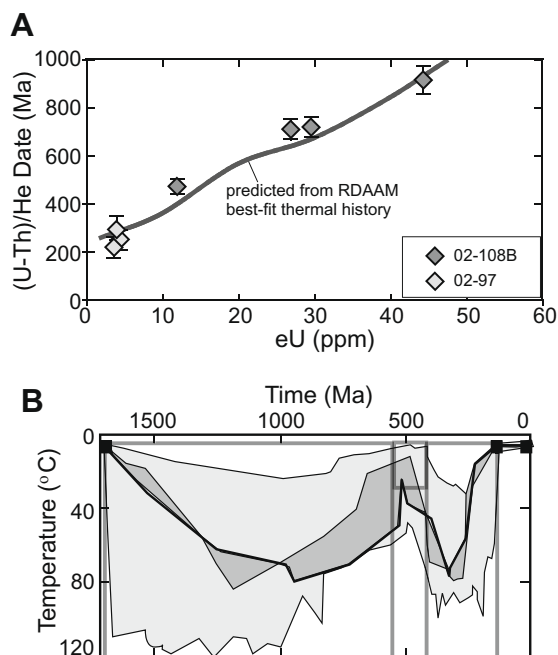 A
1000
800
600
400
200
0
(U-Th)/He Date (Ma)
predicted from RDAAM
best-fit thermal history
02-108B
02-97
0 10 20 30 40 50 60
eU (ppm)
B
Time (Ma)
1500 1000 500 0
0
40
80
120
Temperature (°C)